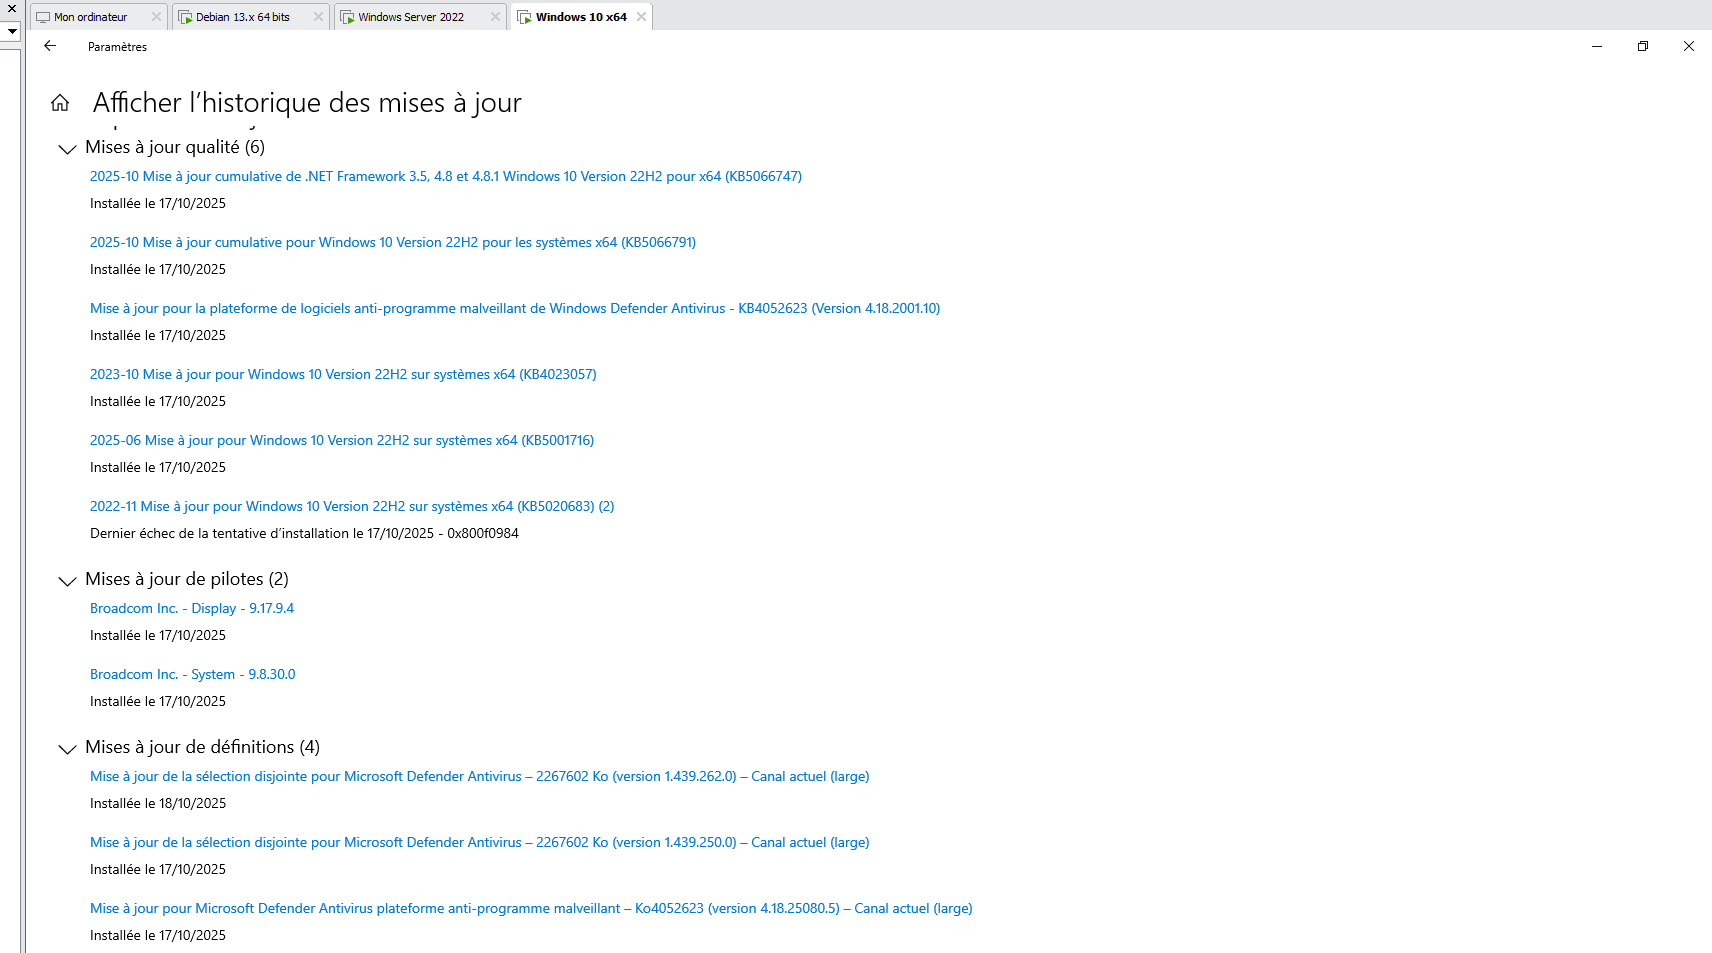 Mon ordinateur
Debian 13.x 64 bits
Windows Server 2022
Windows 10 x64
Paramètres
Afficher l’historique des mises à jour
Mises à jour qualité (6)
2025-10 Mise à jour cumulative de .NET Framework 3.5, 4.8 et 4.8.1 Windows 10 Version 22H2 pour x64 (KB5066747)
Installée le 17/10/2025
2025-10 Mise à jour cumulative pour Windows 10 Version 22H2 pour les systèmes x64 (KB5066791)
Installée le 17/10/2025
Mise à jour pour la plateforme de logiciels anti-programme malveillant de Windows Defender Antivirus - KB4052623 (Version 4.18.2001.10)
Installée le 17/10/2025
2023-10 Mise à jour pour Windows 10 Version 22H2 sur systèmes x64 (KB4023057)
Installée le 17/10/2025
2025-06 Mise à jour pour Windows 10 Version 22H2 sur systèmes x64 (KB5001716)
Installée le 17/10/2025
2022-11 Mise à jour pour Windows 10 Version 22H2 sur systèmes x64 (KB5020683) (2)
Dernier échec de la tentative d’installation le 17/10/2025 - 0x800f0984
Mises à jour de pilotes (2)
Broadcom Inc. - Display - 9.17.9.4
Installée le 17/10/2025
Broadcom Inc. - System - 9.8.30.0
Installée le 17/10/2025
Mises à jour de définitions (4)
Mise à jour de la sélection disjointe pour Microsoft Defender Antivirus – 2267602 Ko (version 1.439.262.0) – Canal actuel (large)
Installée le 18/10/2025
Mise à jour de la sélection disjointe pour Microsoft Defender Antivirus – 2267602 Ko (version 1.439.250.0) – Canal actuel (large)
Installée le 17/10/2025
Mise à jour pour Microsoft Defender Antivirus plateforme anti-programme malveillant – Ko4052623 (version 4.18.25080.5) – Canal actuel (large)
Installée le 17/10/2025